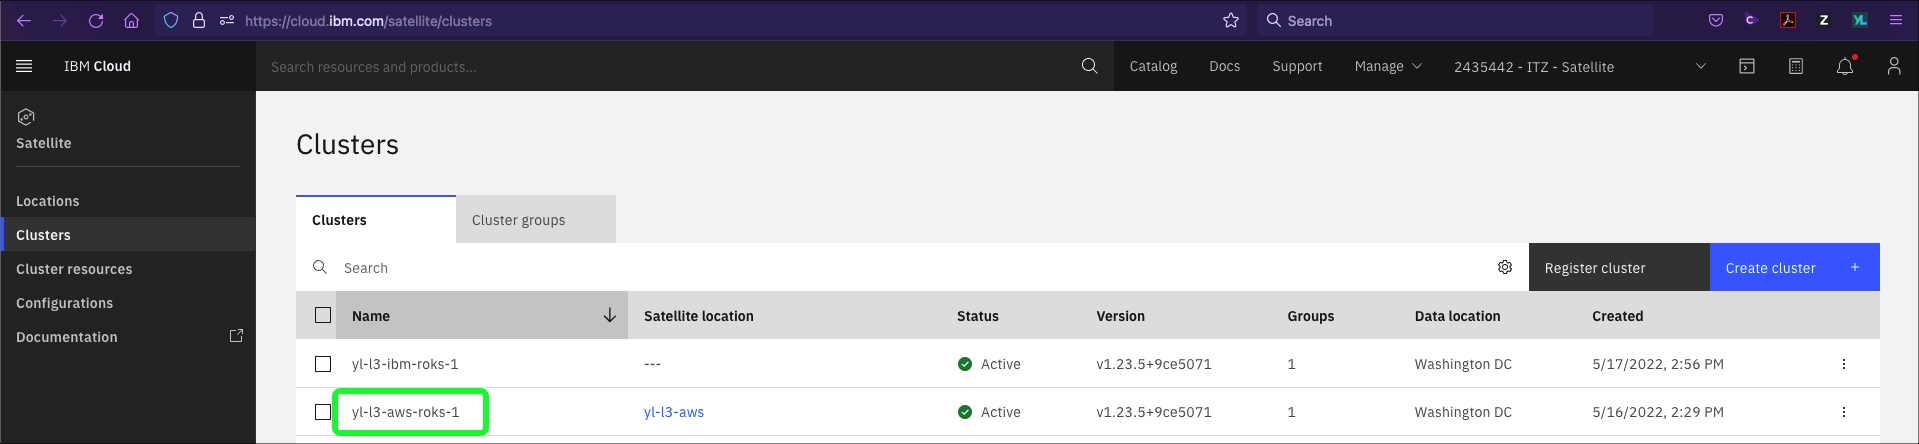 https://cloud.ibm.com/satellite/clusters
Search
IBM Cloud
Search resources and products...
Catalog
Docs
Support
Manage
2435442 - ITZ - Satellite
Satellite
Locations
Clusters
Cluster resources
Configurations
Documentation
Clusters
Clusters
Cluster groups
Search
Register cluster
Create cluster +
Name Satellite location Status Version Groups Data location Created
yl-l3-ibm-roks-1 --- Active v1.23.5+9ce5071 1 Washington DC 5/17/2022, 2:56 PM
yl-l3-aws-roks-1 yl-l3-aws Active v1.23.5+9ce5071 1 Washington DC 5/16/2022, 2:29 PM